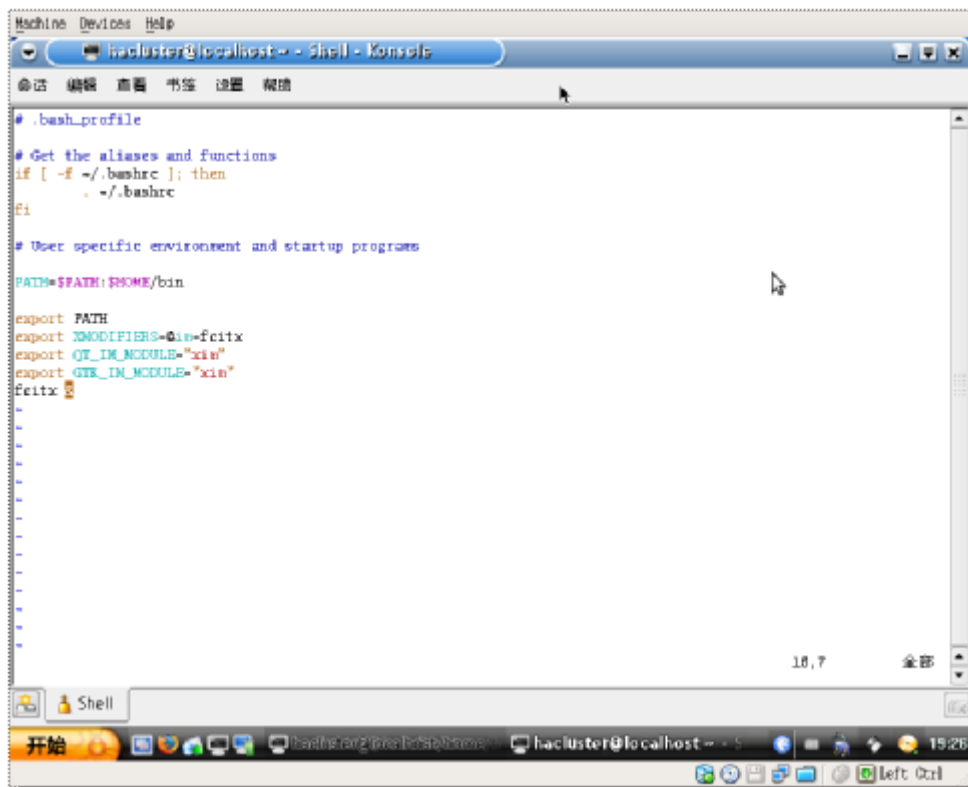 Machine Devices Help
hacluster@localhost:~ - Shell - Konsole
会话 编辑 查看 书签 设置 帮助
# .bash_profile
# Get the aliases and functions
if [ -f ~/.bashrc ]; then
. ~/.bashrc
fi
# User specific environment and startup programs
PATH=$PATH:$HOME/bin
export PATH
export XMODIFIERS=@im=fcitx
export QT_IM_MODULE="xim"
export GTK_IM_MODULE="xim"
fcitx &
~
~
~
~
~
~
~
~
~
~
~
~
~
~
16,7 全部
Shell
开始 hacluster@localhost:~ - S 19:26
Left Ctrl